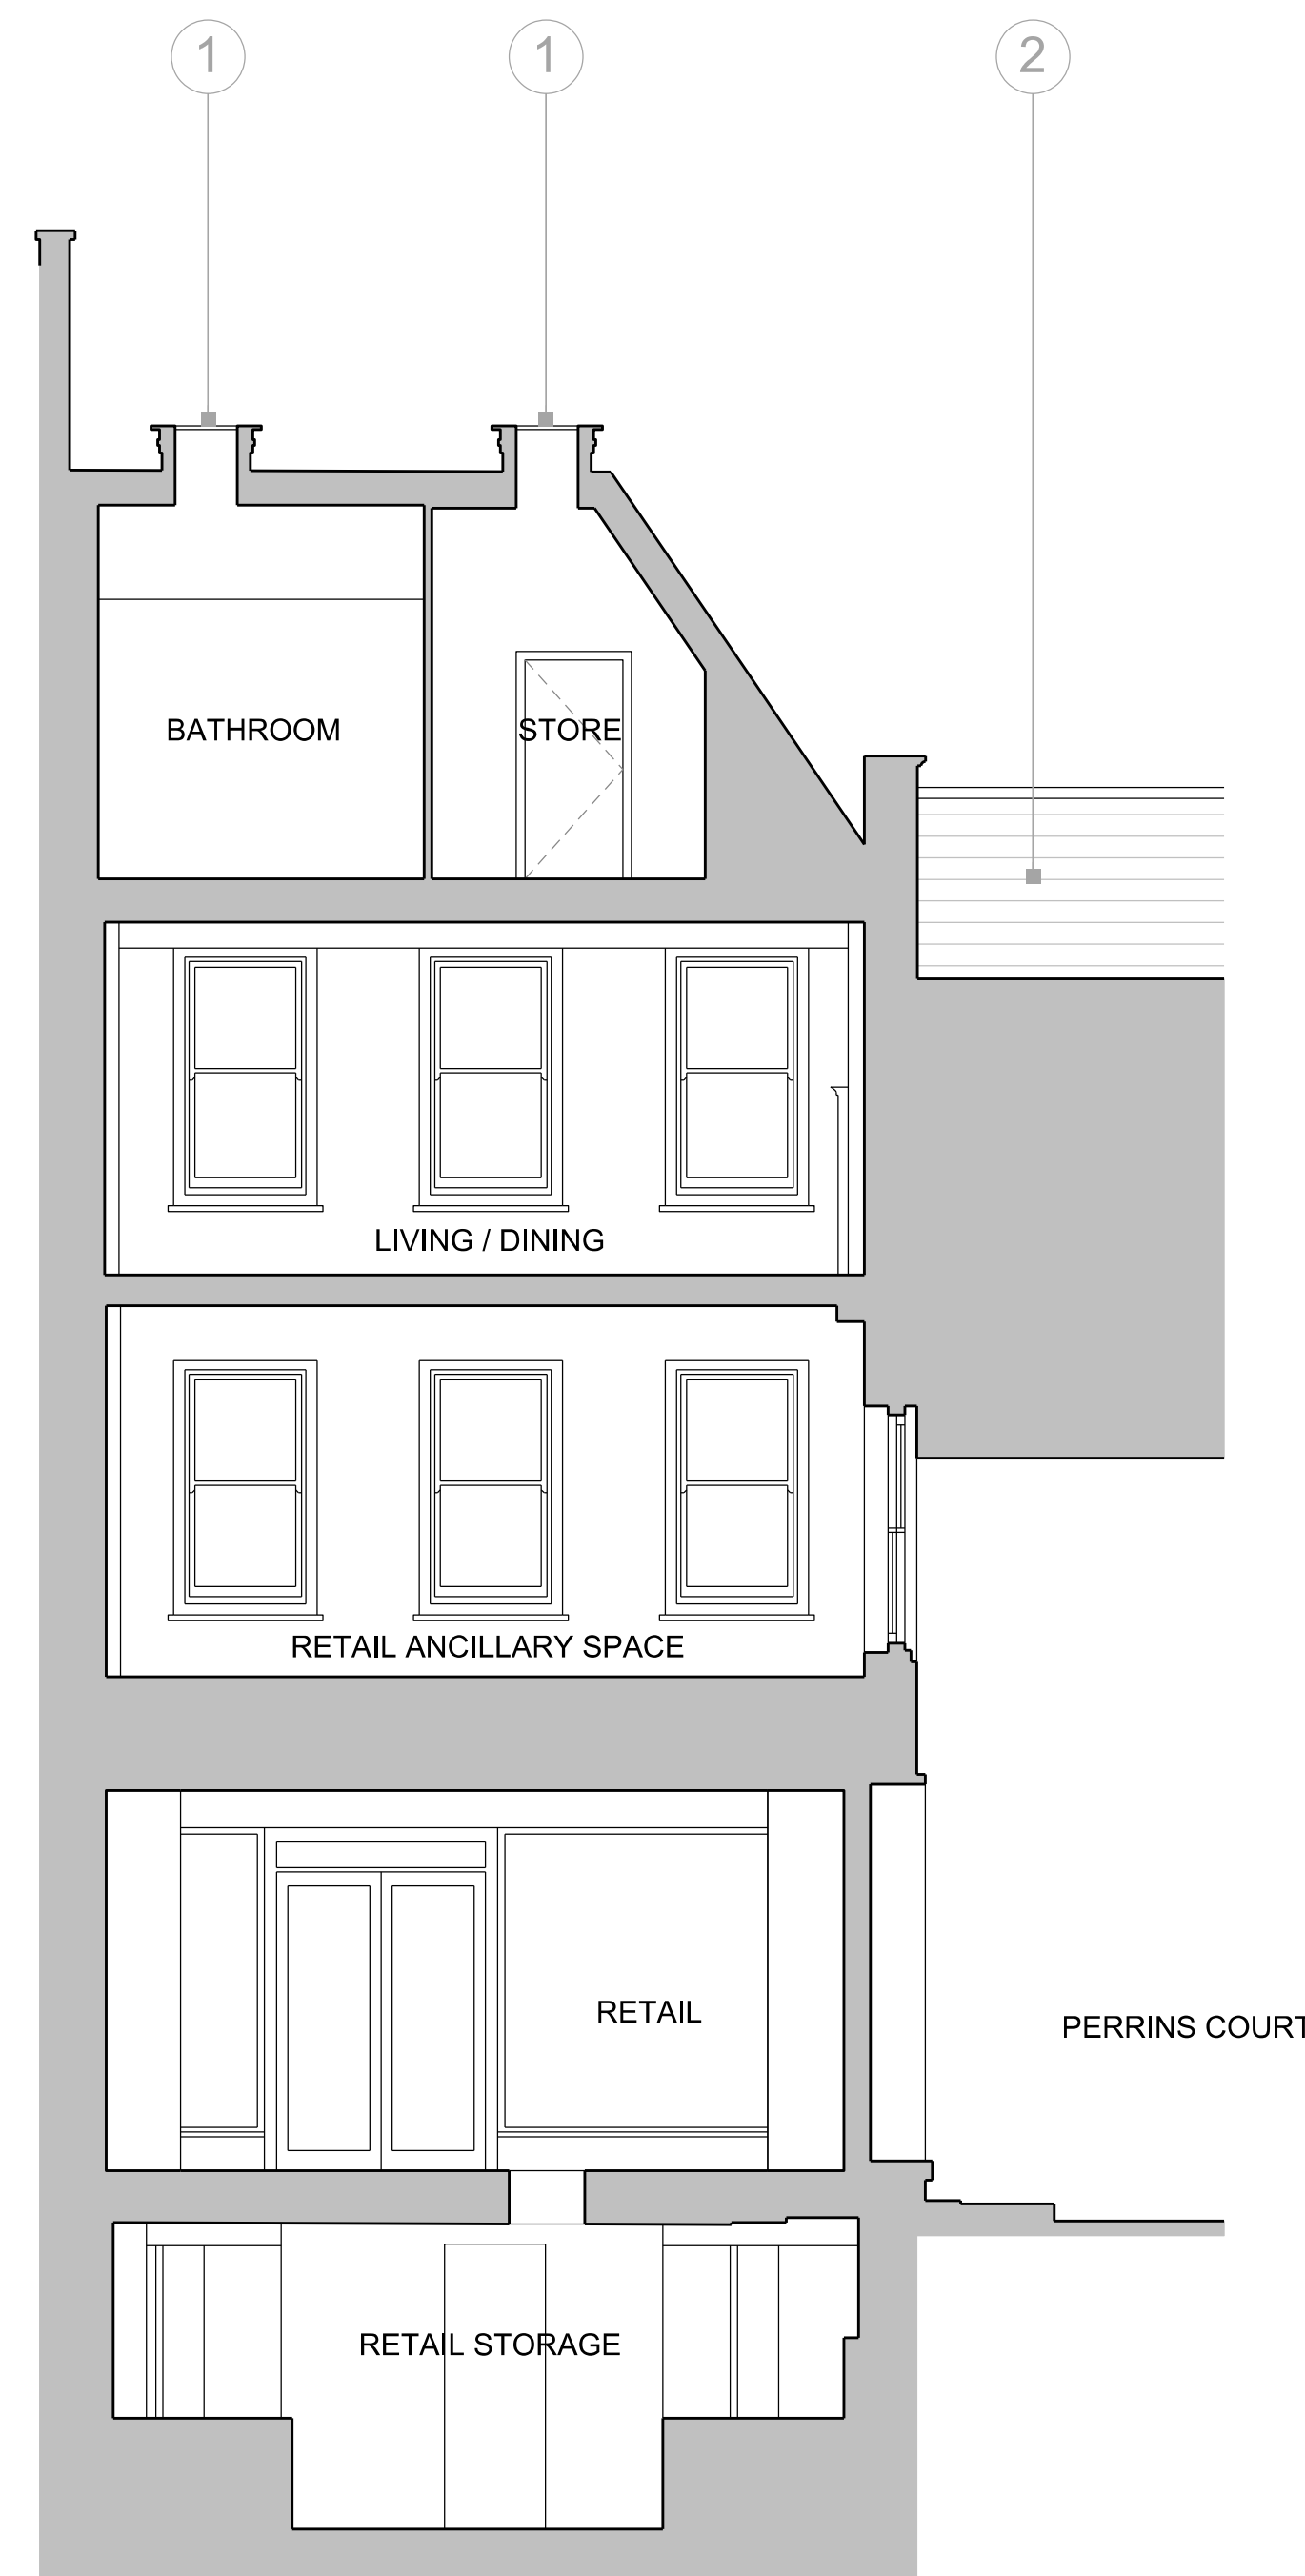 1
1
2
BATHROOM
STORE
LIVING / DINING
RETAIL ANCILLARY SPACE
RETAIL
PERRINS COURT
RETAIL STORAGE